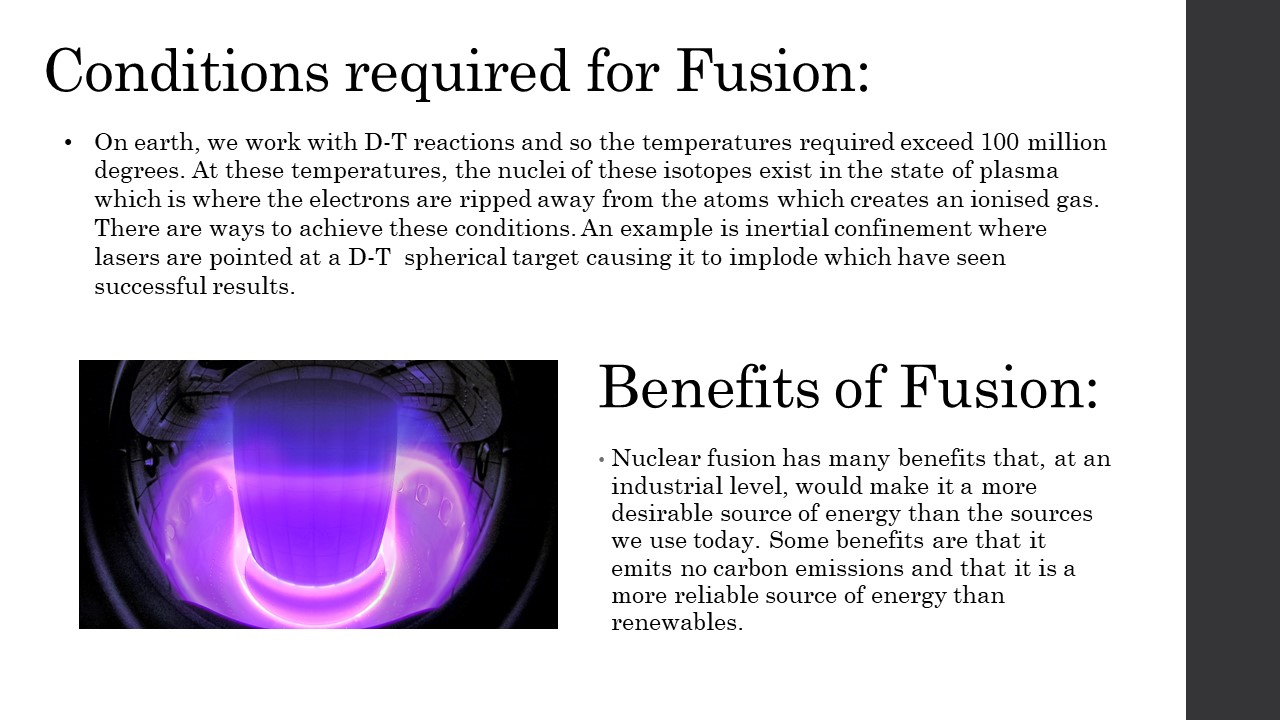 Conditions required for Fusion:
• On earth, we work with D-T reactions and so the temperatures required exceed 100 million
degrees. At these temperatures, the nuclei of these isotopes exist in the state of plasma
which is where the electrons are ripped away from the atoms which creates an ionised gas.
There are ways to achieve these conditions. An example is inertial confinement where
lasers are pointed at a D-T  spherical target causing it to implode which have seen
successful results.
Benefits of Fusion:
• Nuclear fusion has many benefits that, at an
industrial level, would make it a more
desirable source of energy than the sources
we use today. Some benefits are that it
emits no carbon emissions and that it is a
more reliable source of energy than
renewables.